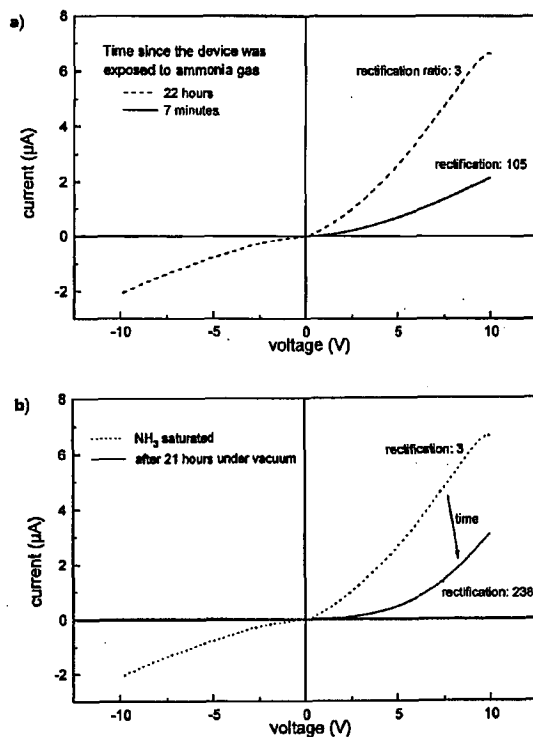 a)
8
6
4
2
0
-2
current (µA)
Time since the device was
exposed to ammonia gas
22 hours
7 minutes
rectification ratio: 3
rectification: 105
-10 -5 0 5 10
voltage (V)
b)
8
6
4
2
0
-2
current (µA)
NH₃ saturated
after 21 hours under vacuum
rectification: 3
time
rectification: 238
-10 -5 0 5 10
voltage (V)